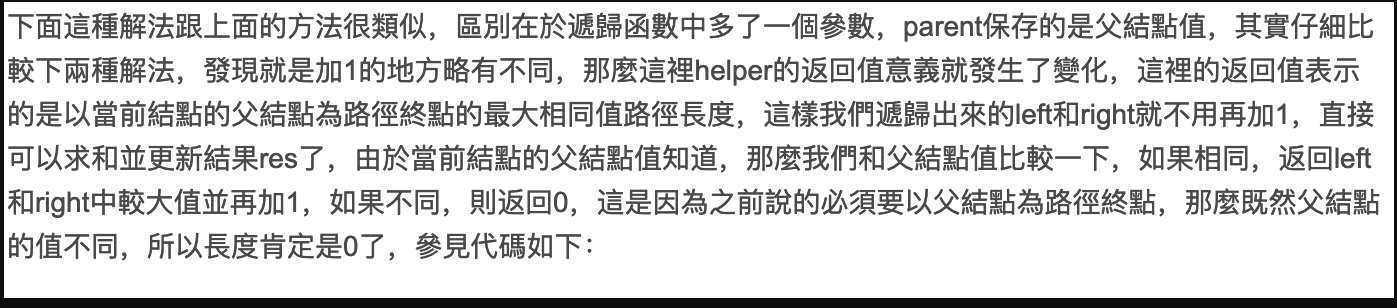 下面這種解法跟上面的方法很類似，區別在於遞歸函數中多了一個參數，parent保存的是父結點值，其實仔細比
較下兩種解法，發現就是加1的地方略有不同，那麼這裡helper的返回值意義就發生了變化，這裡的返回值表示
的是以當前結點的父結點為路徑終點的最大相同值路徑長度，這樣我們遞歸出來的left和right就不用再加1，直接
可以求和並更新結果res了，由於當前結點的父結點值知道，那麼我們和父結點值比較一下，如果相同，返回left
和right中較大值並再加1，如果不同，則返回0，這是因為之前說的必須要以父結點為路徑終點，那麼既然父結點
的值不同，所以長度肯定是0了，參見代碼如下：